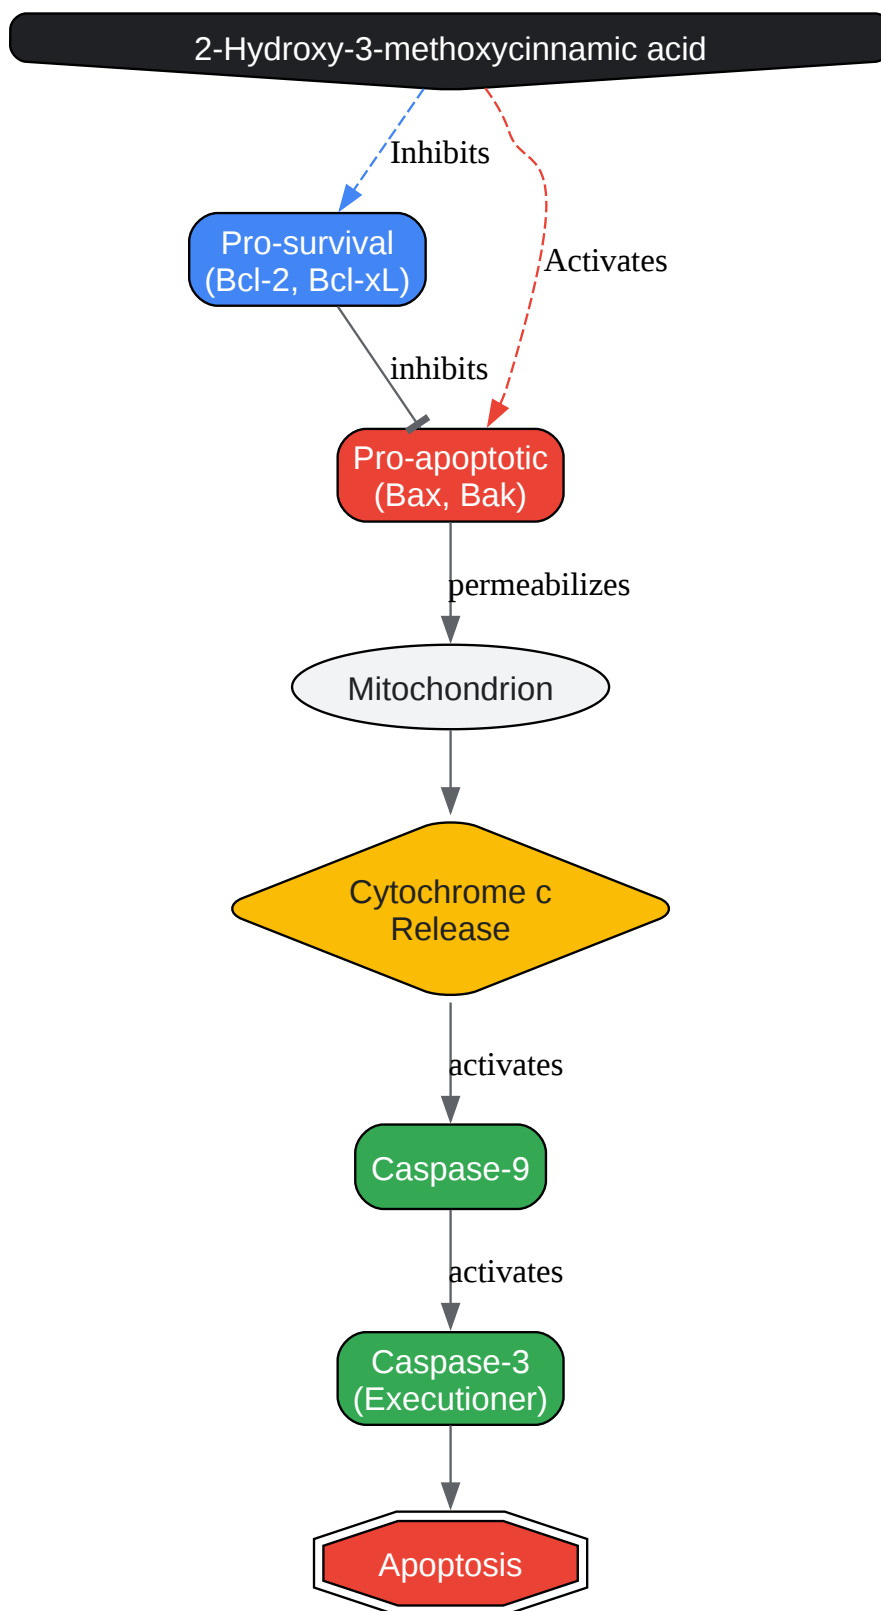 2-Hydroxy-3-methoxycinnamic acid
Inhibits
Pro-survival
(Bcl-2, Bcl-xL)
Activates
inhibits
Pro-apoptotic
(Bax, Bak)
permeabilizes
Mitochondrion
Cytochrome c
Release
activates
Caspase-9
activates
Caspase-3
(Executioner)
Apoptosis